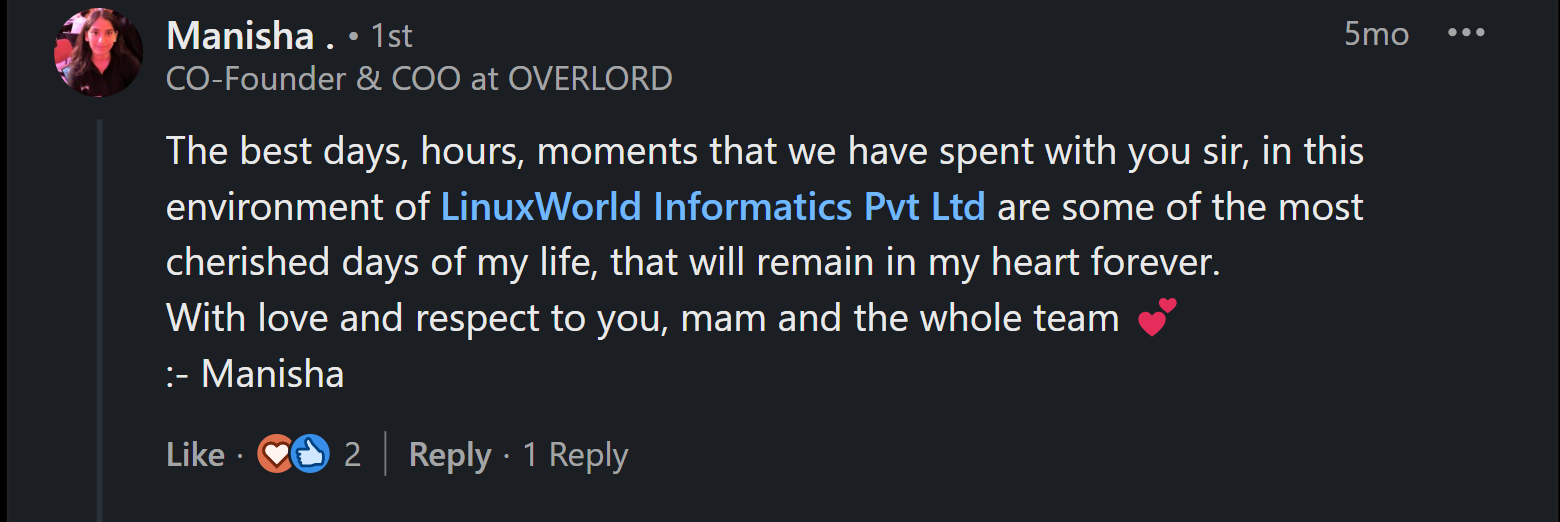 Manisha . • 1st
5mo •••
CO-Founder & COO at OVERLORD
The best days, hours, moments that we have spent with you sir, in this
environment of LinuxWorld Informatics Pvt Ltd are some of the most
cherished days of my life, that will remain in my heart forever.
With love and respect to you, mam and the whole team 💕
:- Manisha
Like · 2 | Reply · 1 Reply